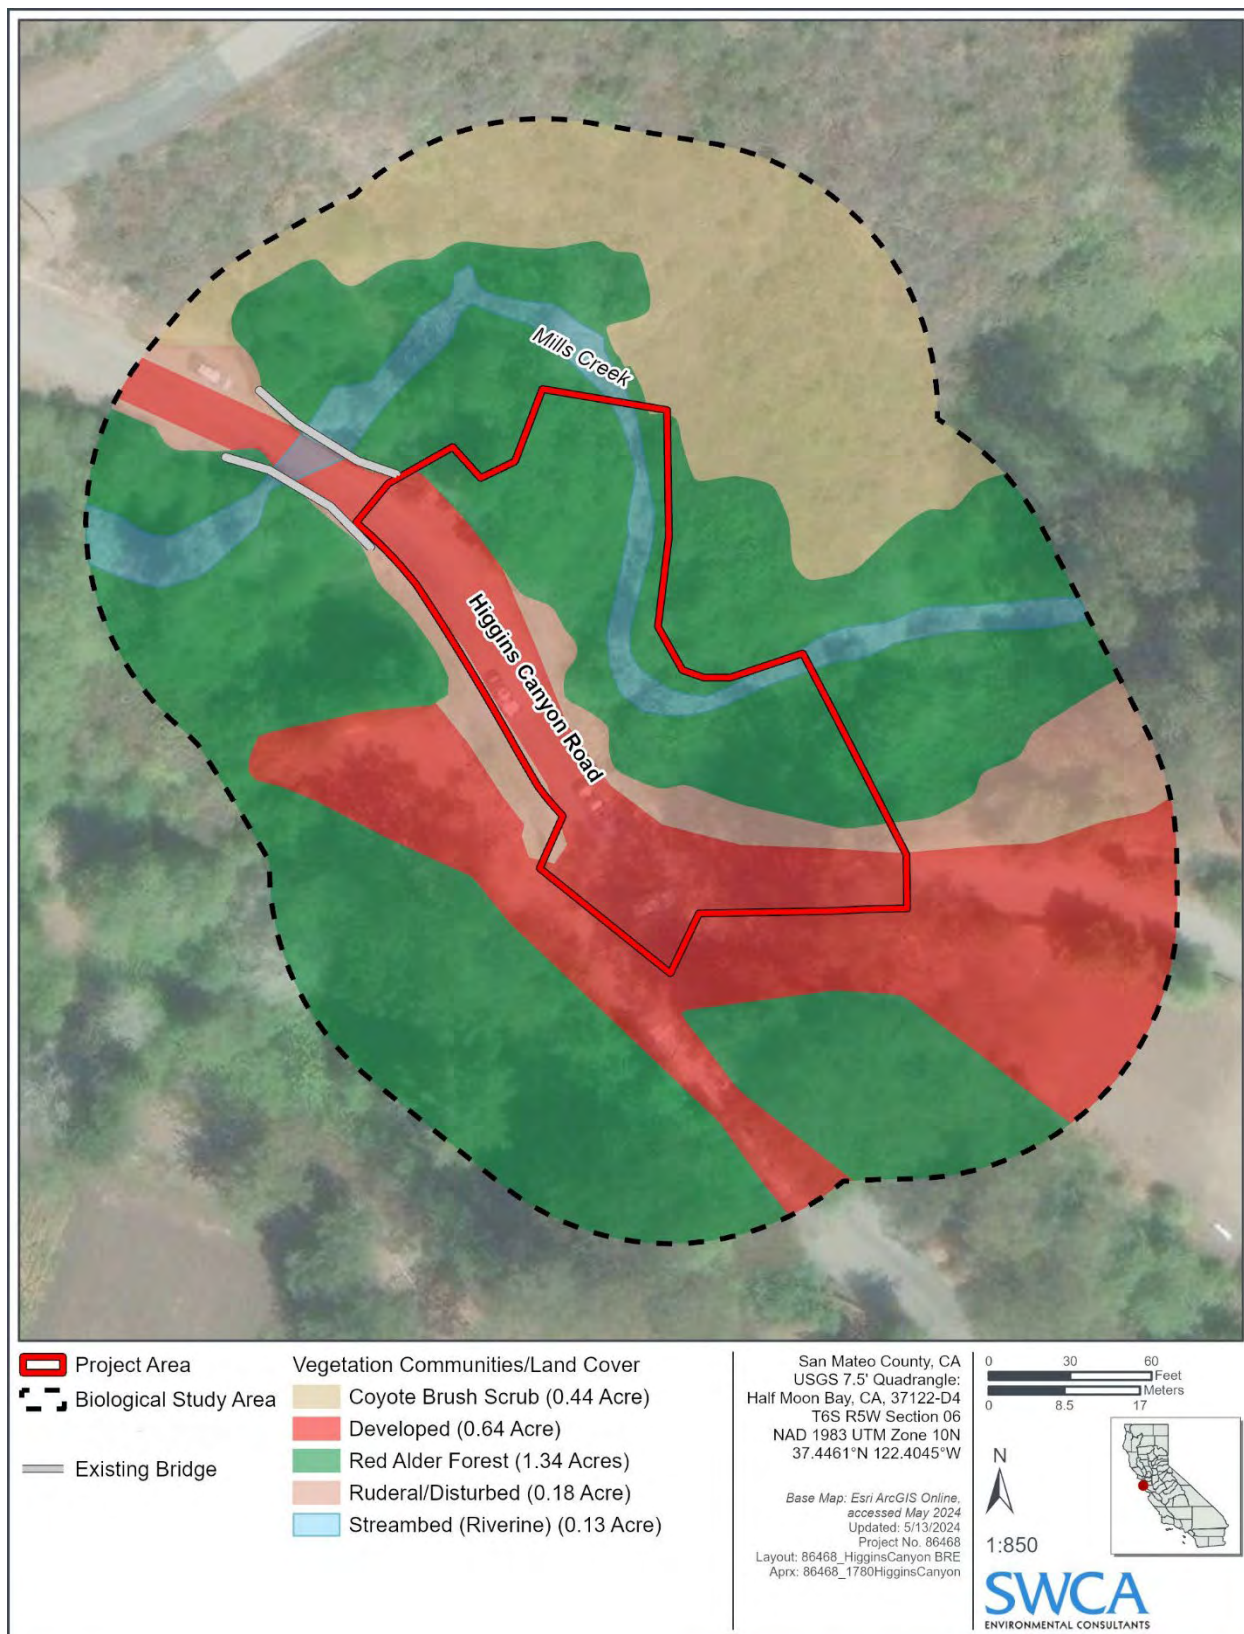 Mills Creek
Higgins Canyon Road
Project Area
Biological Study Area
Existing Bridge
Vegetation Communities/Land Cover
Coyote Brush Scrub (0.44 Acre)
Developed (0.64 Acre)
Red Alder Forest (1.34 Acres)
Ruderal/Disturbed (0.18 Acre)
Streambed (Riverine) (0.13 Acre)
San Mateo County, CA
USGS 7.5' Quadrangle:
Half Moon Bay, CA, 37122-D4
T6S R5W Section 06
NAD 1983 UTM Zone 10N
37.4461°N 122.4045°W
Base Map: Esri ArcGIS Online,
accessed May 2024
Updated: 5/13/2024
Project No. 86468
Layout: 86468_HigginsCanyon BRE
Aprx: 86468_1780HigginsCanyon
0 30 60
Feet
Meters
0 8.5 17
N
1:850
SWCA
ENVIRONMENTAL CONSULTANTS